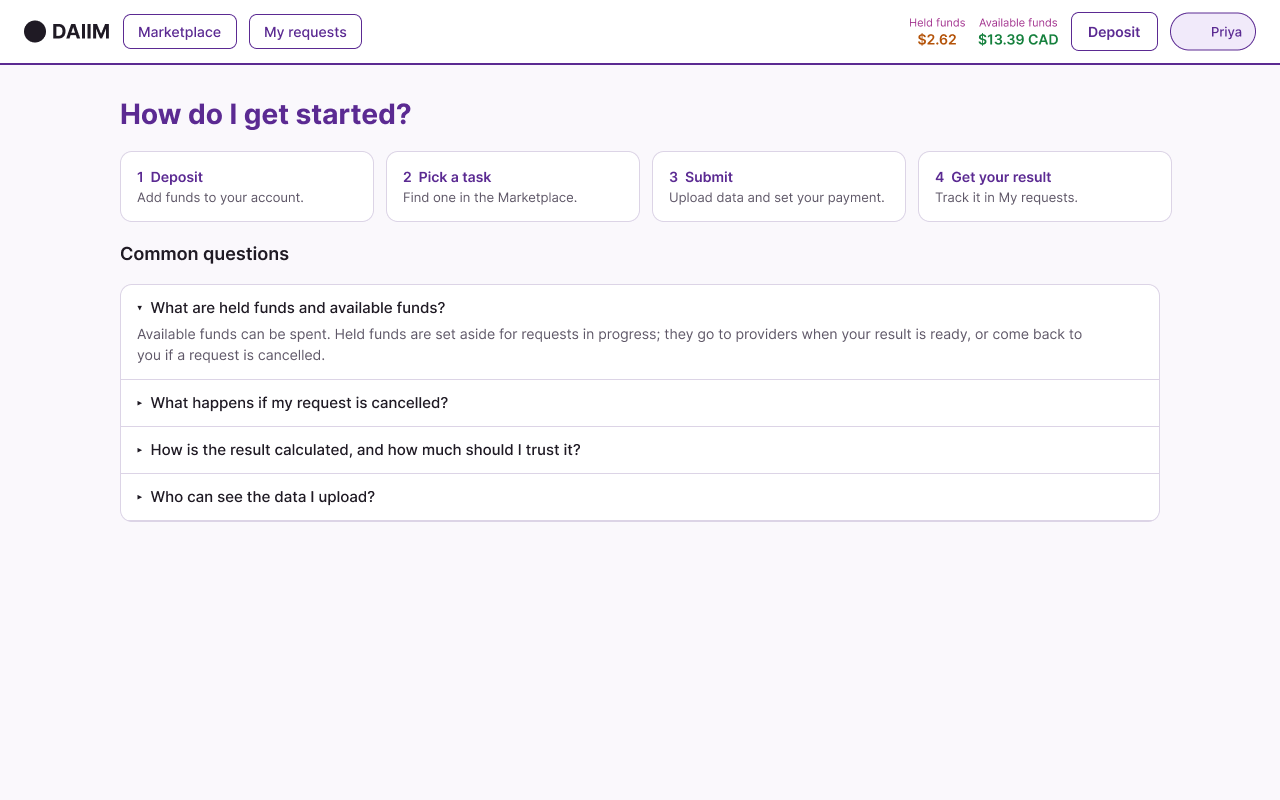 DAIIM
Marketplace
My requests
Held funds
$2.62
Available funds
$13.39 CAD
Deposit
Priya
How do I get started?
1 Deposit
Add funds to your account.
2 Pick a task
Find one in the Marketplace.
3 Submit
Upload data and set your payment.
4 Get your result
Track it in My requests.
Common questions
What are held funds and available funds?
Available funds can be spent. Held funds are set aside for requests in progress; they go to providers when your result is ready, or come back to
you if a request is cancelled.
What happens if my request is cancelled?
How is the result calculated, and how much should I trust it?
Who can see the data I upload?